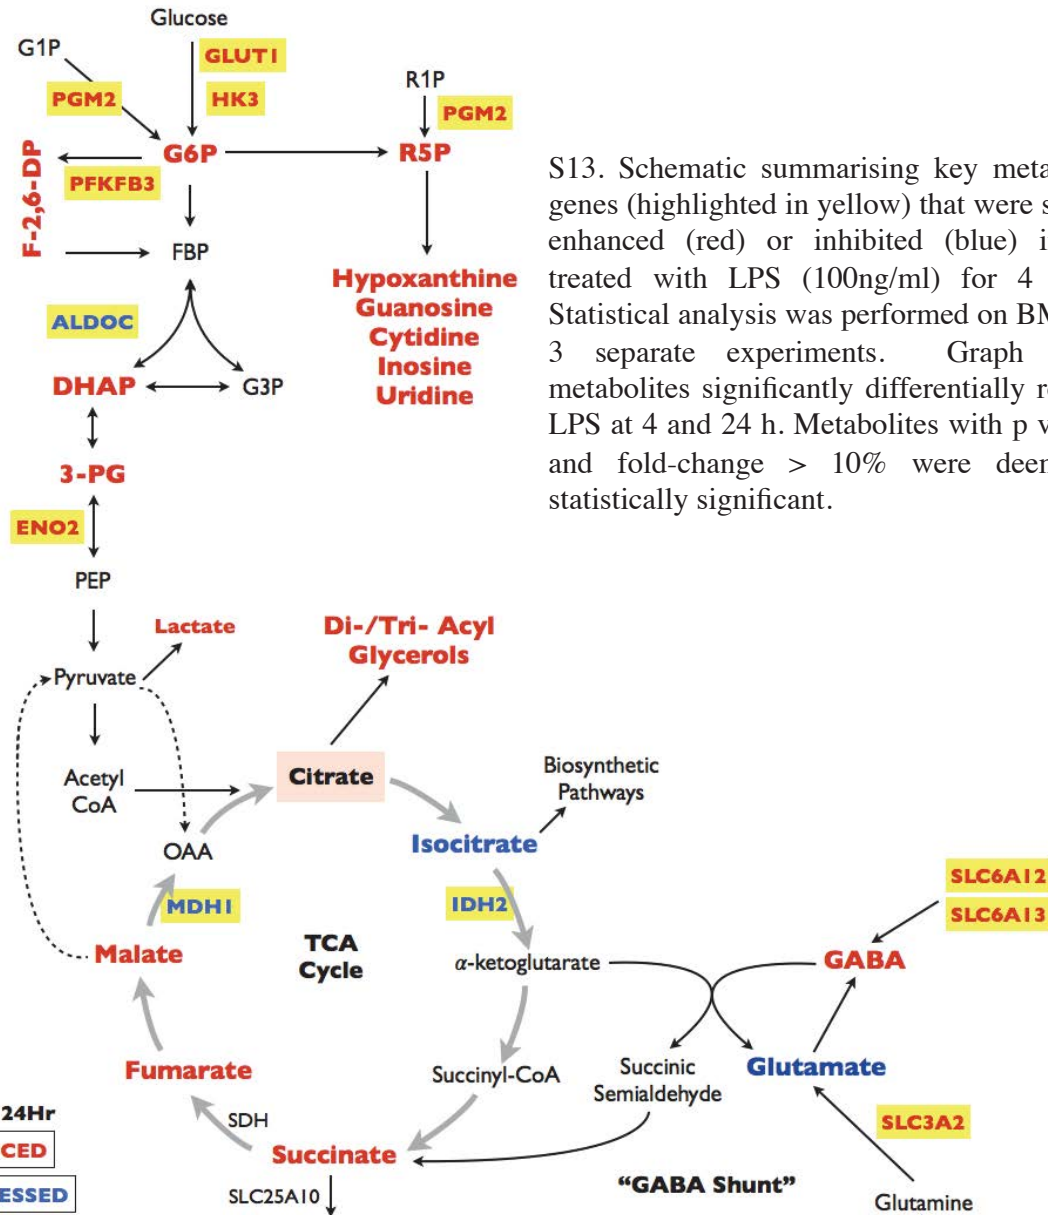 Glucose
G1P
GLUT1
PGM2
HK3
R1P
PGM2
G6P
R5P
F-2,6-DP
PFKFB3
FBP
Hypoxanthine
Guanosine
Cytidine
Inosine
Uridine
ALDOC
DHAP
G3P
3-PG
ENO2
PEP
S13. Schematic summarising key meta
genes (highlighted in yellow) that were s
enhanced (red) or inhibited (blue) i
treated with LPS (100ng/ml) for 4
Statistical analysis was performed on BM
3 separate experiments. Graph
metabolites significantly differentially r
LPS at 4 and 24 h. Metabolites with p v
and fold-change > 10% were deem
statistically significant.
Lactate
Di-/Tri- Acyl
Glycerols
Pyruvate
Acetyl
CoA
Citrate
Biosynthetic
Pathways
OAA
Isocitrate
MDH1
IDH2
SLC6A12
SLC6A13
Malate
TCA
Cycle
α-ketoglutarate
GABA
Fumarate
Succinyl-CoA
Succinic
Semialdehyde
Glutamate
24Hr
SDH
SLC3A2
CED
Succinate
ESSED
SLC25A10
"GABA Shunt"
Glutamine